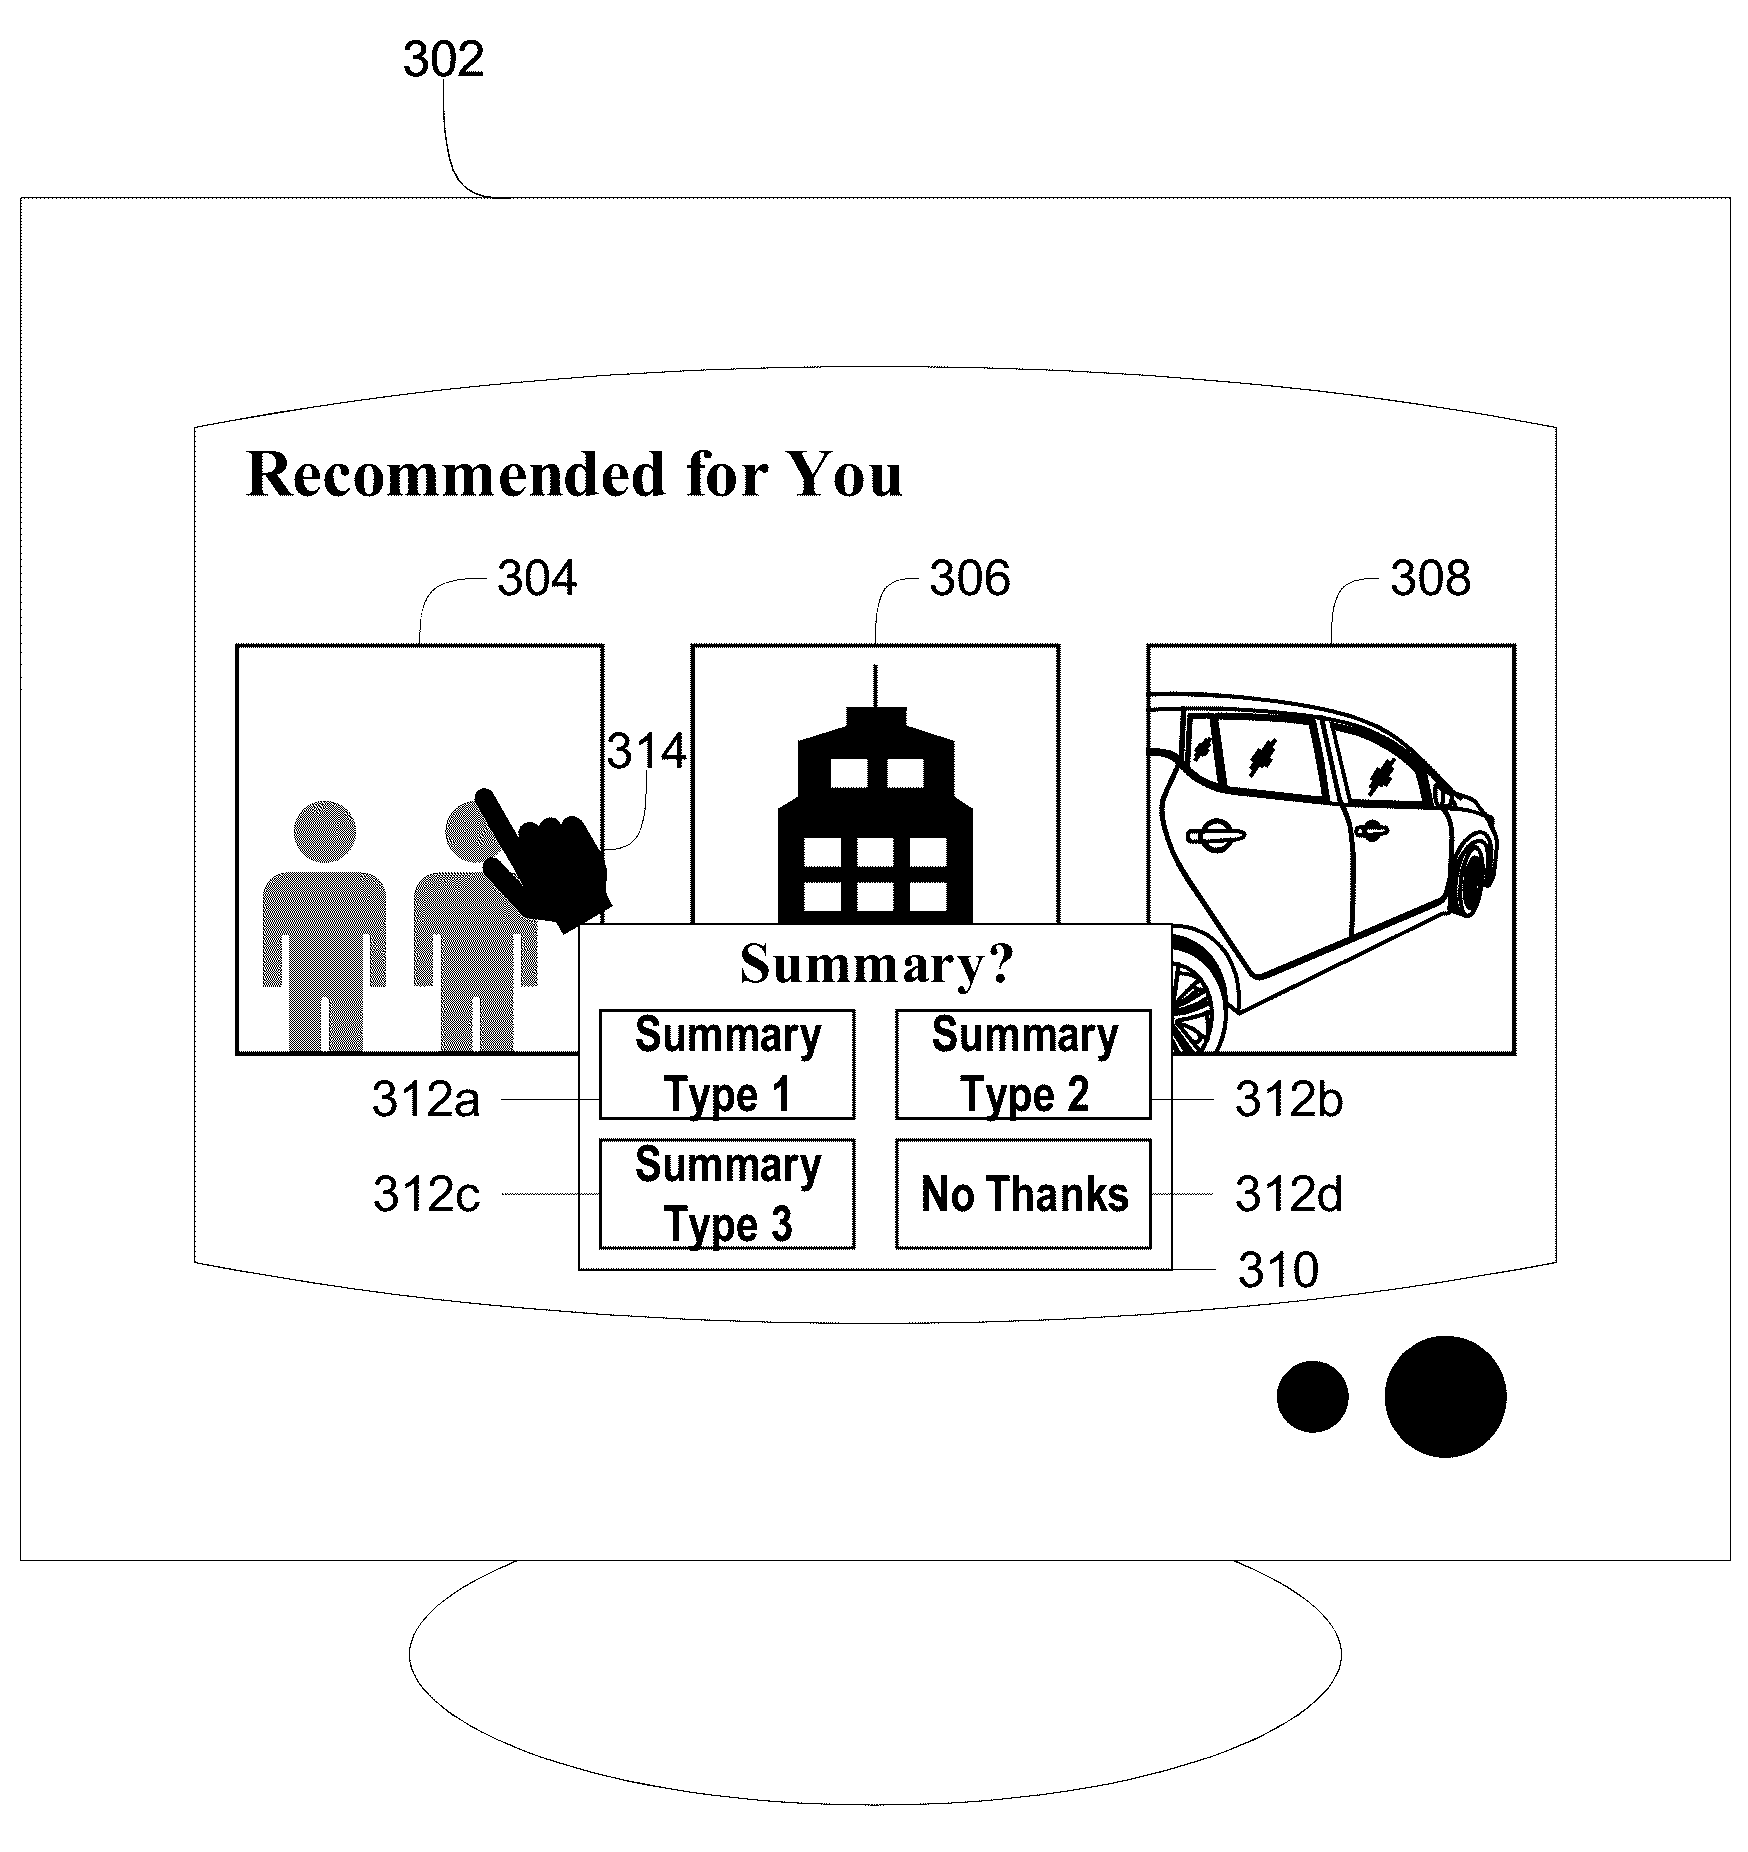 302
Recommended for You
304
306
308
314
Summary?
Summary
Type 1
Summary
Type 2
312a
312b
Summary
Type 3
No Thanks
312c
312d
310